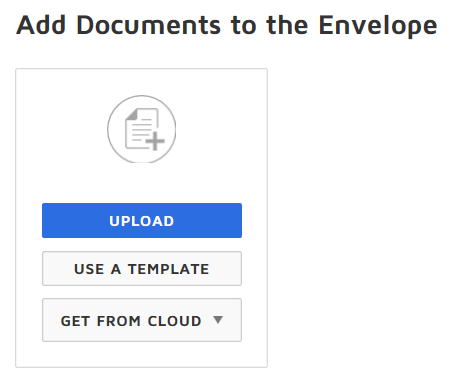 Add Documents to the Envelope
UPLOAD
USE A TEMPLATE
GET FROM CLOUD